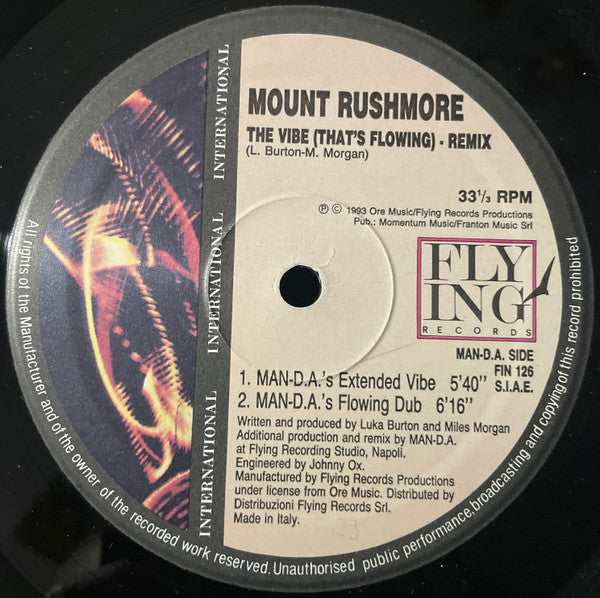 MOUNT RUSHMORE
THE VIBE (THAT'S FLOWING) - REMIX
(L. Burton-M. Morgan)
33 1/3 RPM
℗ © 1993 Ore Music/Flying Records Productions
Pub.: Momentum Music/Franton Music Srl
FLY
ING
RECORDS
MAN-D.A. SIDE
FIN 126
S.I.A.E.
1. MAN-D.A.'s Extended Vibe 5'40"
2. MAN-D.A.'s Flowing Dub 6'16"
Written and produced by Luka Burton and Miles Morgan
Additional production and remix by MAN-D.A.
at Flying Recording Studio, Napoli.
Engineered by Johnny Ox.
Manufactured by Flying Records Productions
under license from Ore Music. Distributed by
Distribuzioni Flying Records Srl.
Made in Italy.
INTERNATIONAL
INTERNATIONAL
INTERNATIONAL
All rights of the Manufacturer and of the owner of the recorded work reserved. Unauthorised public performance, broadcasting and copying of this record prohibited